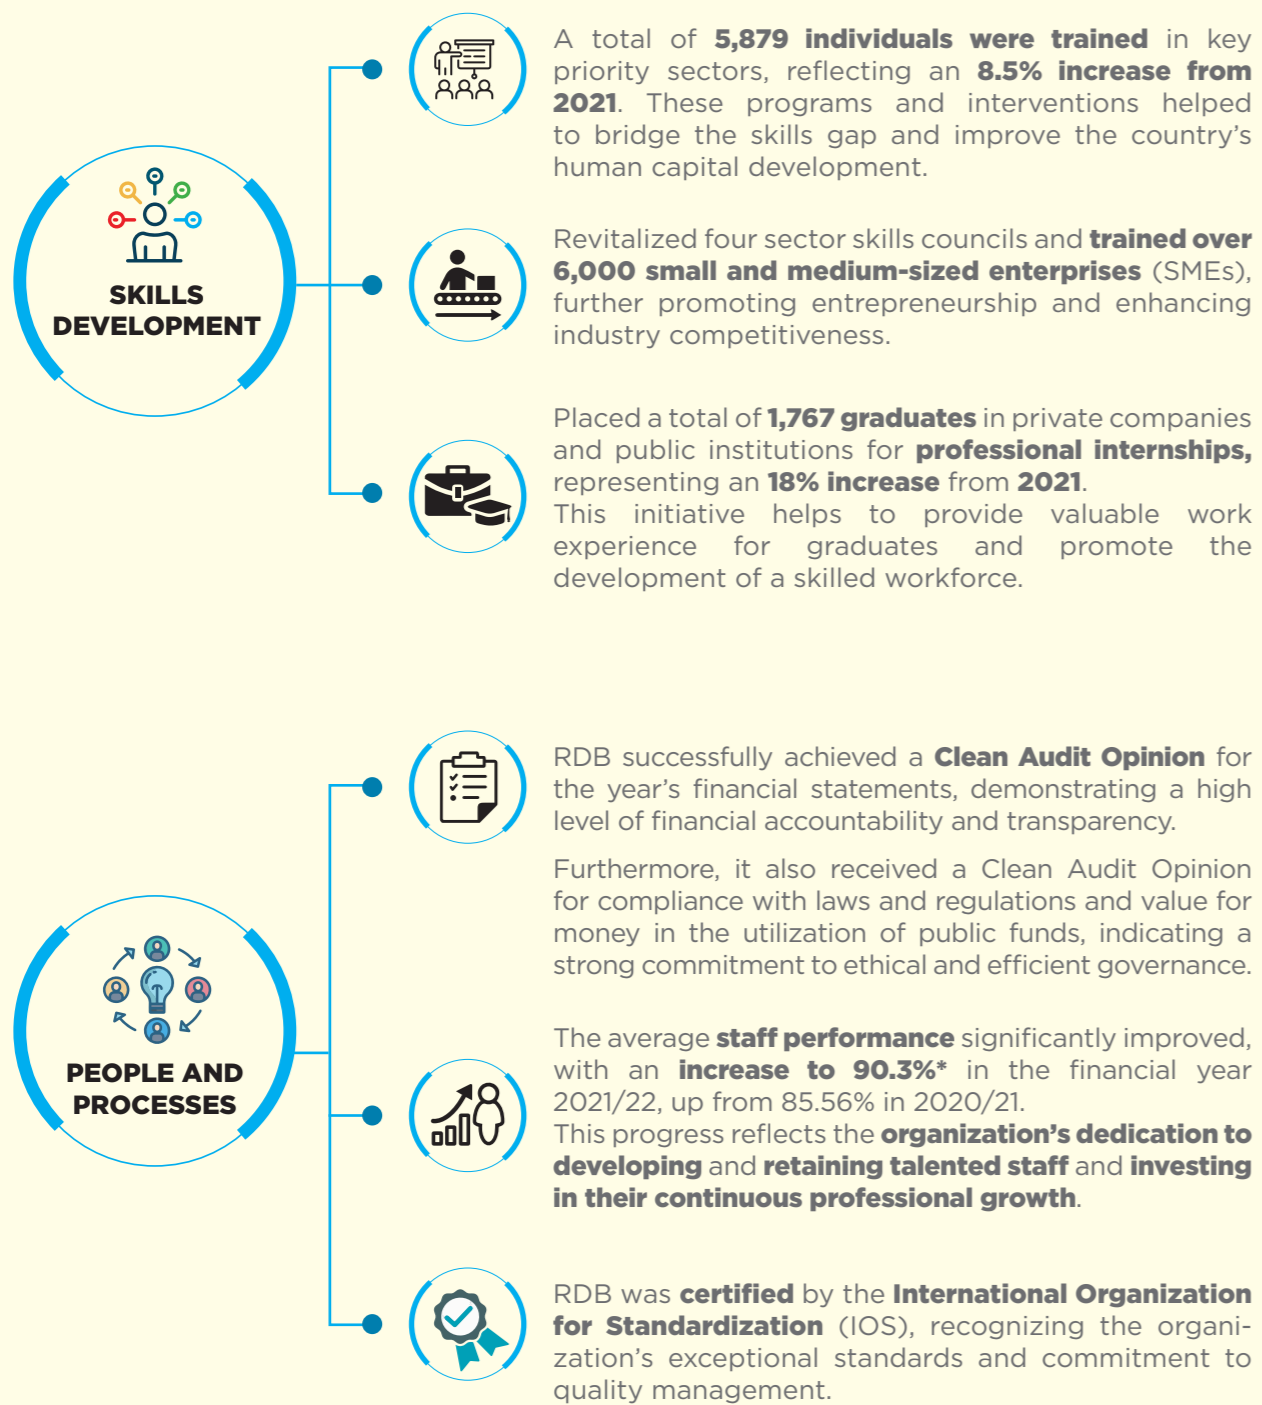 A total of 5,879 individuals were trained in key
priority sectors, reflecting an 8.5% increase from
2021. These programs and interventions helped
to bridge the skills gap and improve the country's
human capital development.
SKILLS
DEVELOPMENT
Revitalized four sector skills councils and trained over
6,000 small and medium-sized enterprises (SMEs),
further promoting entrepreneurship and enhancing
industry competitiveness.
Placed a total of 1,767 graduates in private companies
and public institutions for professional internships,
representing an 18% increase from 2021.
This initiative helps to provide valuable work
experience for graduates and promote the
development of a skilled workforce.
RDB successfully achieved a Clean Audit Opinion for
the year's financial statements, demonstrating a high
level of financial accountability and transparency.
Furthermore, it also received a Clean Audit Opinion
for compliance with laws and regulations and value for
money in the utilization of public funds, indicating a
strong commitment to ethical and efficient governance.
PEOPLE AND
PROCESSES
The average staff performance significantly improved,
with an increase to 90.3%* in the financial year
2021/22, up from 85.56% in 2020/21.
This progress reflects the organization's dedication to
developing and retaining talented staff and investing
in their continuous professional growth.
RDB was certified by the International Organization
for Standardization (IOS), recognizing the organi-
zation's exceptional standards and commitment to
quality management.